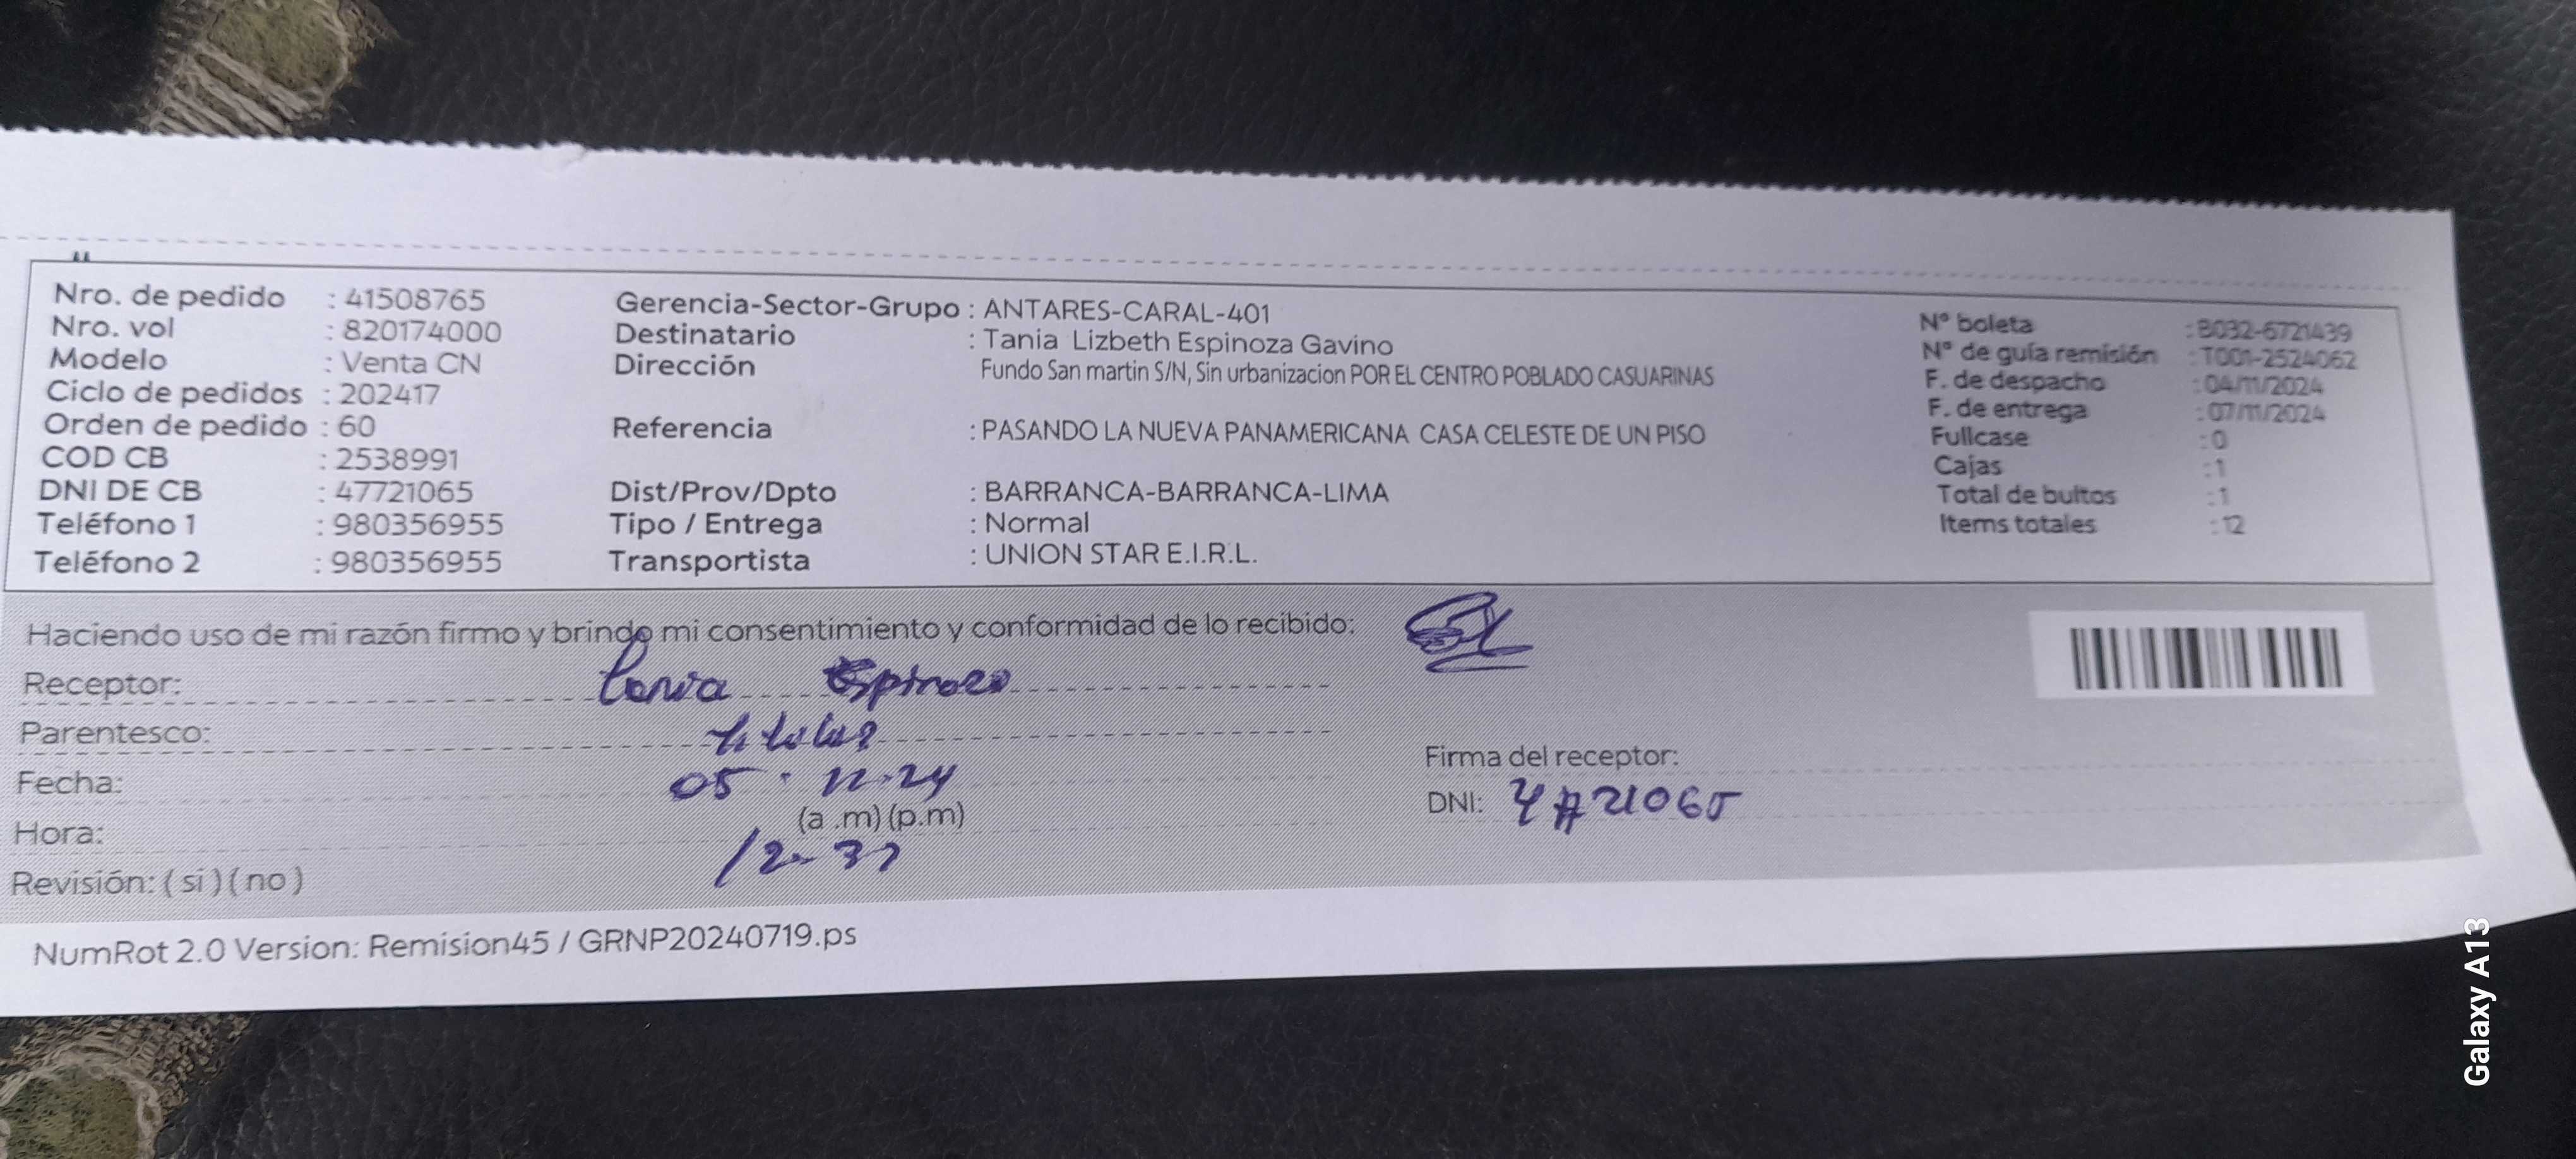 Nro. de pedido : 41508765
Nro. vol : 820174000
Modelo : Venta CN
Ciclo de pedidos : 202417
Orden de pedido : 60
COD CB : 2538991
DNI DE CB : 47721065
Teléfono 1 : 980356955
Teléfono 2 : 980356955
Gerencia-Sector-Grupo : ANTARES-CARAL-401
Destinatario : Tania Lizbeth Espinoza Gavino
Dirección Fundo San martin S/N, Sin urbanizacion POR EL CENTRO POBLADO CASUARINAS
Referencia : PASANDO LA NUEVA PANAMERICANA CASA CELESTE DE UN PISO
Dist/Prov/Dpto : BARRANCA-BARRANCA-LIMA
Tipo / Entrega : Normal
Transportista : UNION STAR E.I.R.L.
N° boleta : B032-6721439
N° de guía remisión : T001-2524062
F. de despacho : 04/11/2024
F. de entrega : 07/11/2024
Fullcase : 0
Cajas : 1
Total de bultos : 1
Items totales : 12
Haciendo uso de mi razón firmo y brindo mi consentimiento y conformidad de lo recibido:
Receptor: Tania Espinoza
Parentesco: titular
Fecha: 05.11.24
(a .m) (p.m)
Hora:
Revisión: ( si ) ( no )
Firma del receptor:
DNI: 47721065
NumRot 2.0 Version: Remision45 / GRNP20240719.ps
Galaxy A13